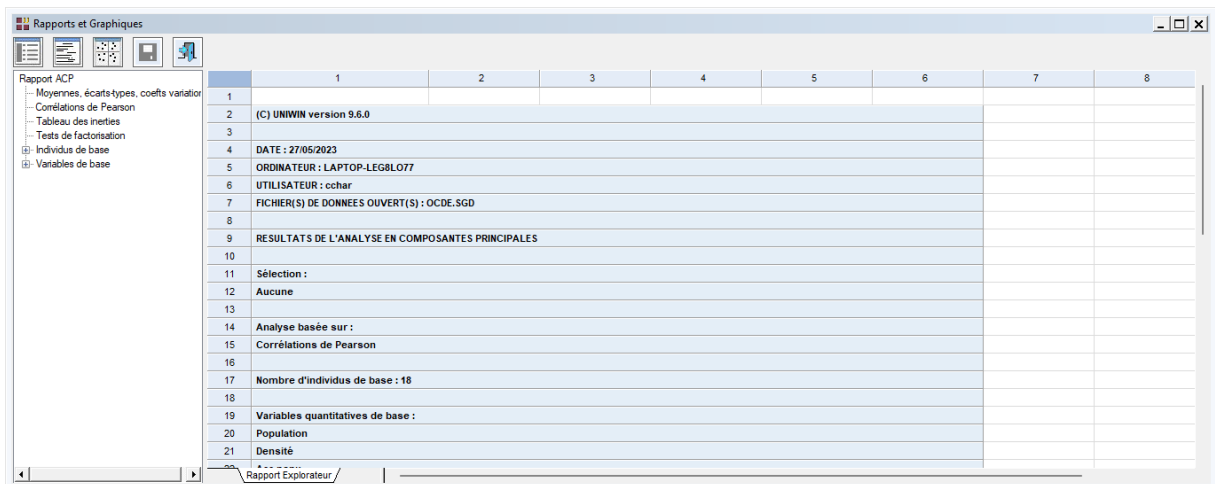 Rapports et Graphiques
Rapport ACP
Moyennes, écarts-types, coefts variation
Corrélations de Pearson
Tableau des inerties
Tests de factorisation
Individus de base
Variables de base
1 2 3 4 5 6 7 8
1
2 (C) UNIWIN version 9.6.0
3
4 DATE : 27/05/2023
5 ORDINATEUR : LAPTOP-LEG8LO77
6 UTILISATEUR : cchar
7 FICHIER(S) DE DONNEES OUVERT(S) : OCDE.SGD
8
9 RESULTATS DE L'ANALYSE EN COMPOSANTES PRINCIPALES
10
11 Sélection :
12 Aucune
13
14 Analyse basée sur :
15 Corrélations de Pearson
16
17 Nombre d'individus de base : 18
18
19 Variables quantitatives de base :
20 Population
21 Densité
Rapport Explorateur